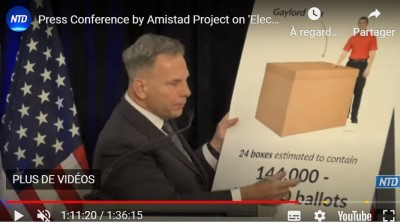 NTD
Press Conference by Amistad Project on 'Elec...
Gaylord
À regard...
Partager
24 boxes estimated to contain
144,000 -
ballots
PLUS DE VIDÉOS
NTD
1:11:20 / 1:36:15
YouTube